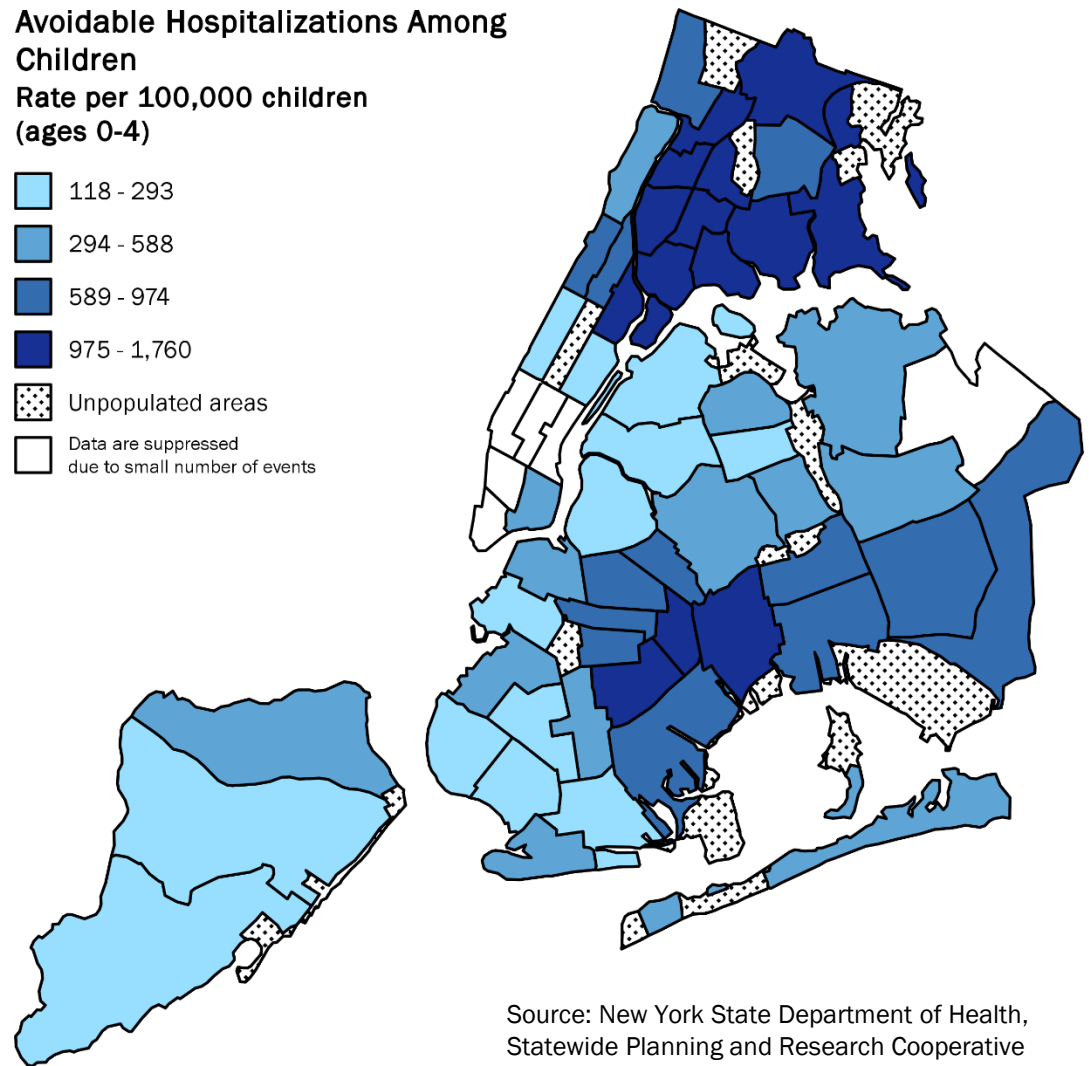 Avoidable Hospitalizations Among
Children
Rate per 100,000 children
(ages 0-4)
118 - 293
294 - 588
589 - 974
975 - 1,760
Unpopulated areas
Data are suppressed
due to small number of events
Source: New York State Department of Health,
Statewide Planning and Research Cooperative